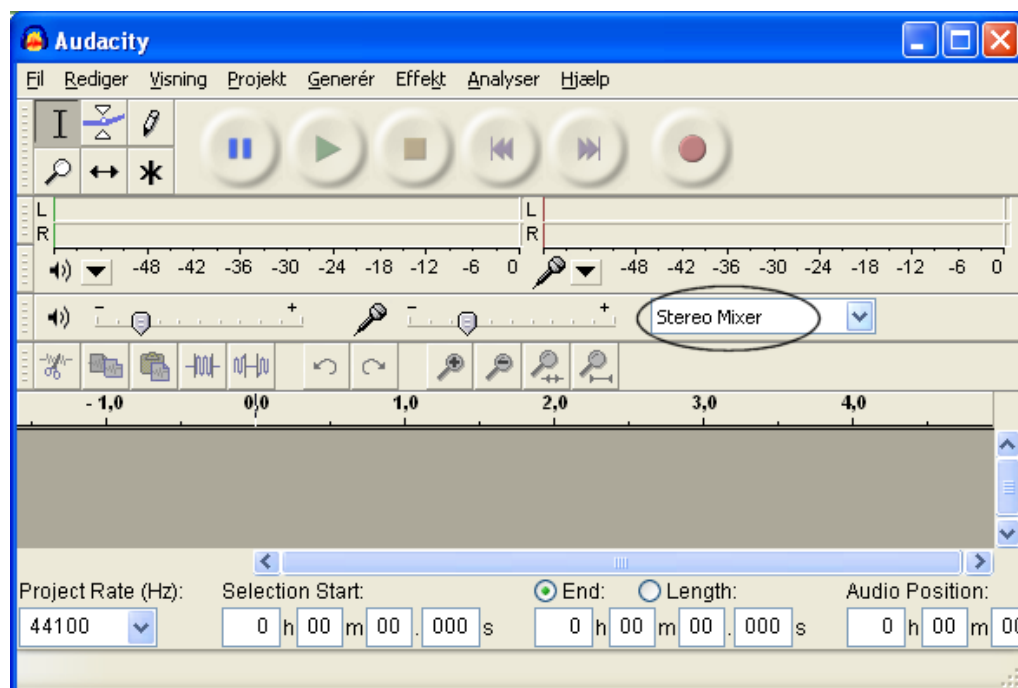 Audacity
Fil Rediger Visning Projekt Generér Effekt Analyser Hjælp
L L
R R
-48 -42 -36 -30 -24 -18 -12 -6 0 -48 -42 -36 -30 -24 -18 -12 -6 0
- + - + Stereo Mixer
- 1,0 0,0 1,0 2,0 3,0 4,0
Project Rate (Hz): Selection Start: End: Length: Audio Position:
44100 0 h 00 m 00 . 000 s 0 h 00 m 00 . 000 s 0 h 00 m 00